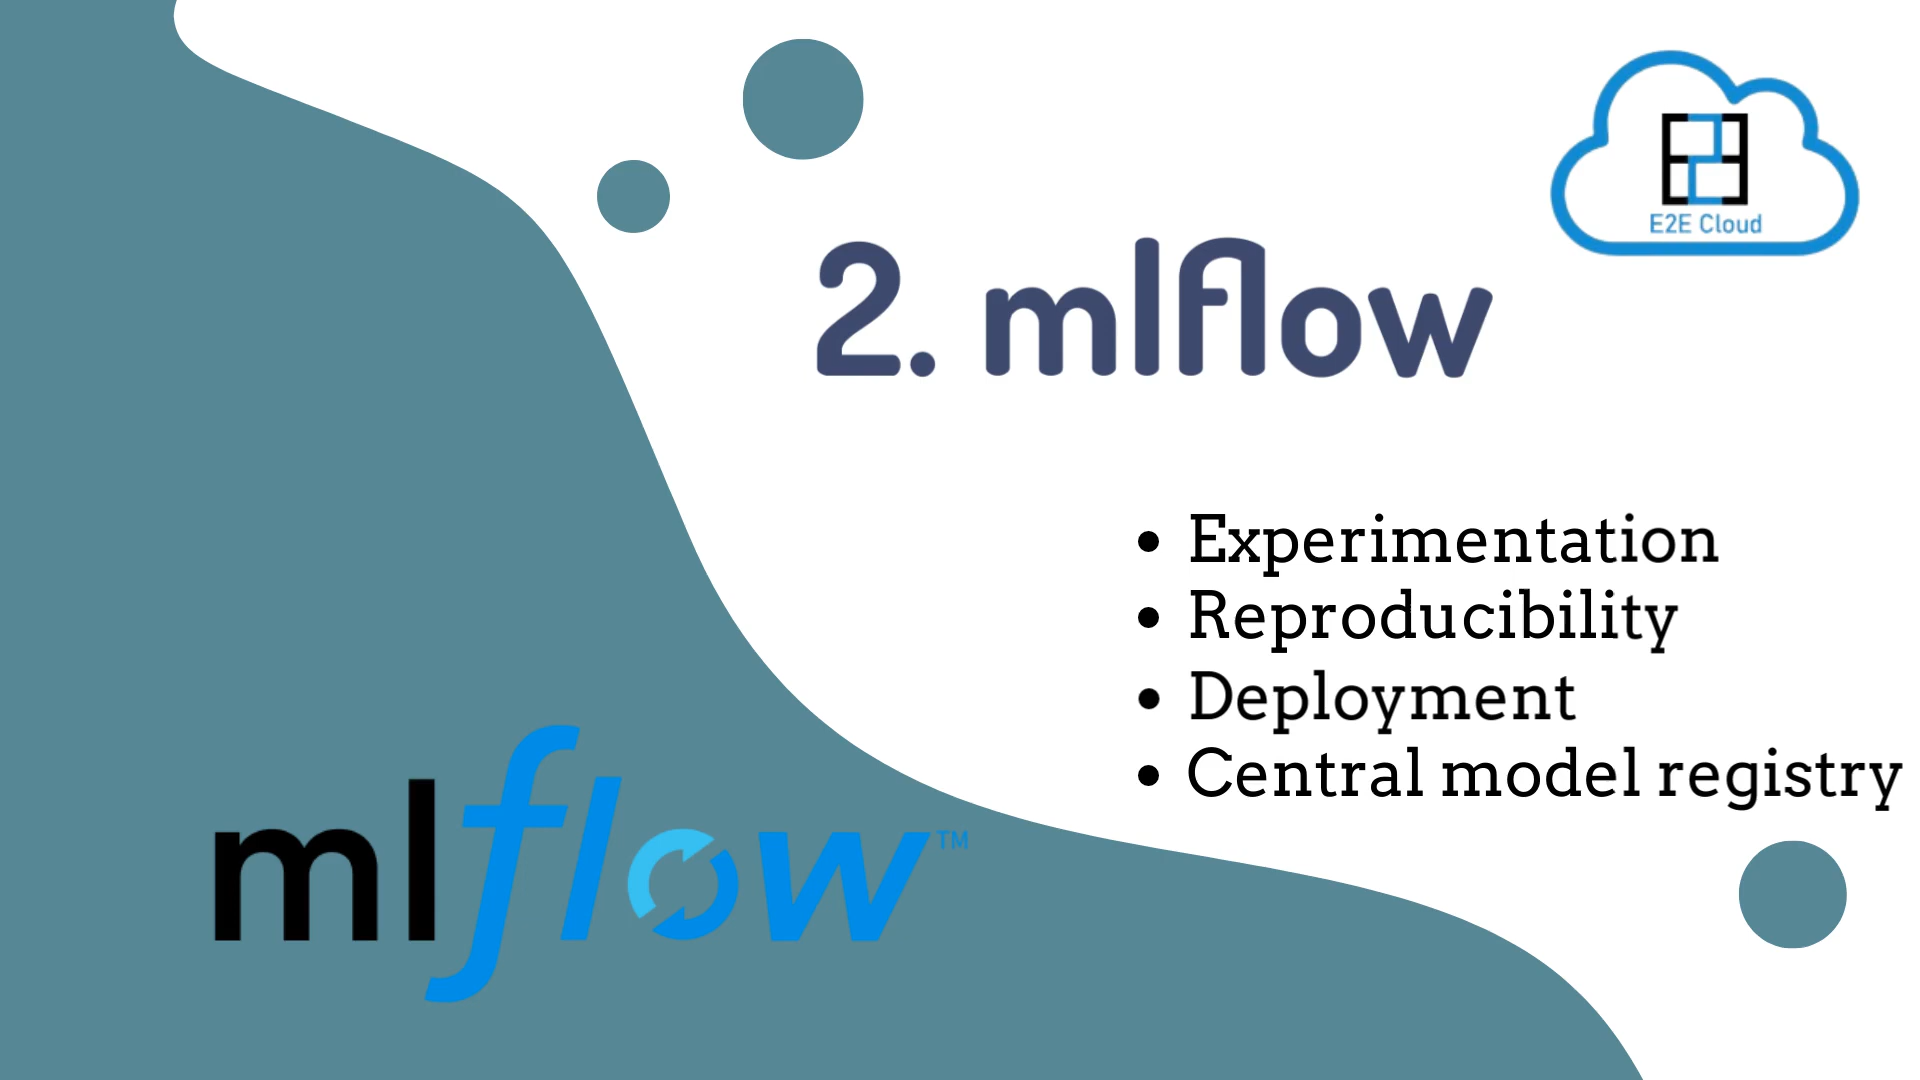 E2E Cloud
2. mlflow
• Experimentation
• Reproducibility
• Deployment
• Central model registry
mlflow™